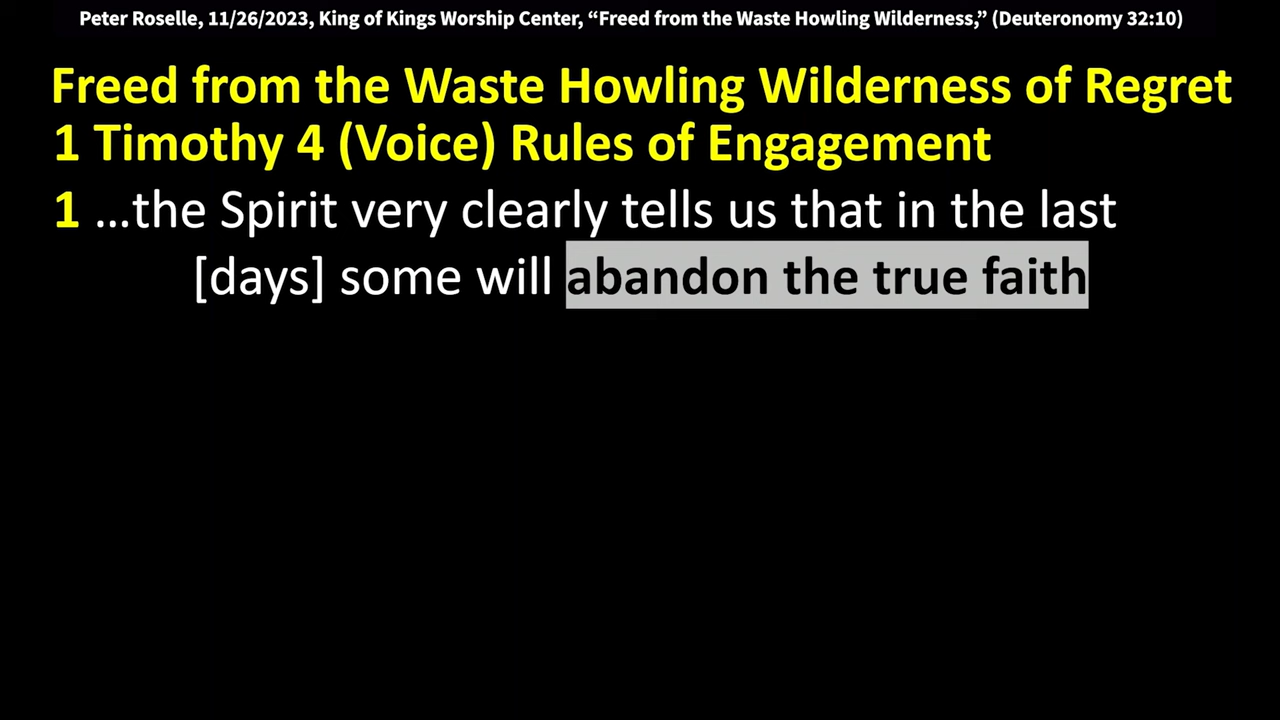 Peter Roselle, 11/26/2023, King of Kings Worship Center, “Freed from the Waste Howling Wilderness,” (Deuteronomy 32:10)
Freed from the Waste Howling Wilderness of Regret
1 Timothy 4 (Voice) Rules of Engagement
1 …the Spirit very clearly tells us that in the last
[days] some will abandon the true faith